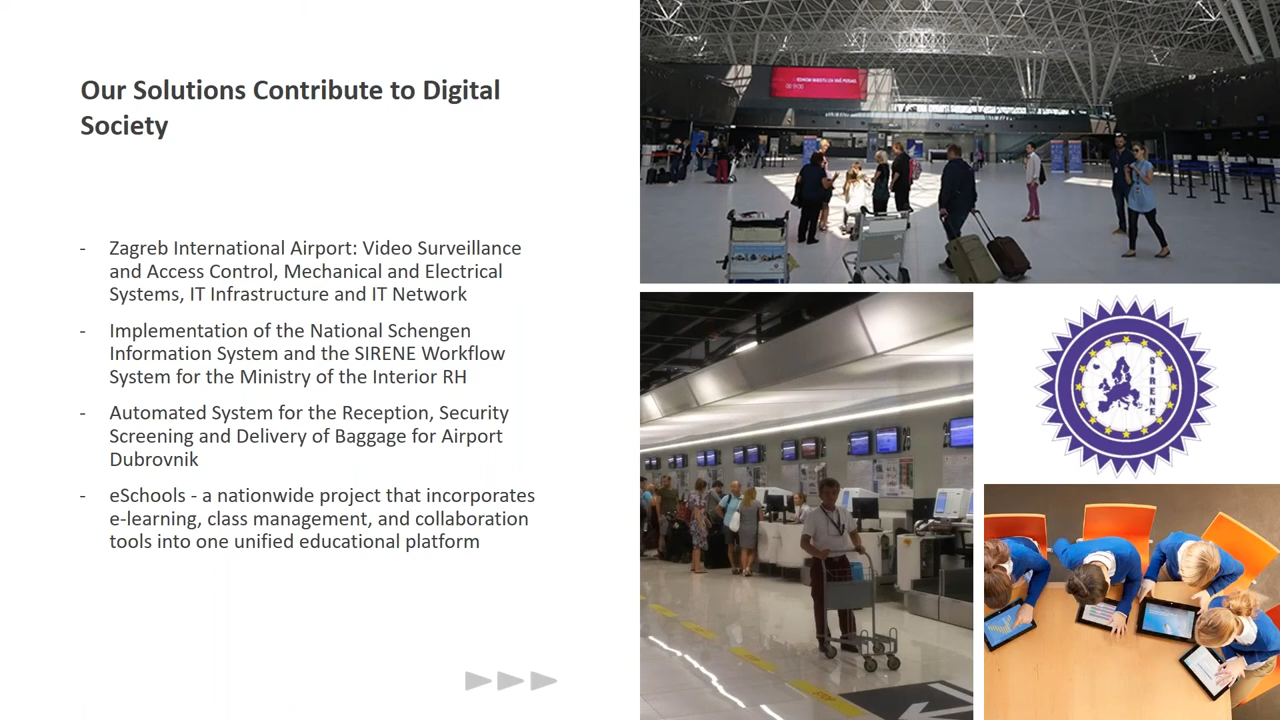 Our Solutions Contribute to Digital
Society
- Zagreb International Airport: Video Surveillance
and Access Control, Mechanical and Electrical
Systems, IT Infrastructure and IT Network
- Implementation of the National Schengen
Information System and the SIRENE Workflow
System for the Ministry of the Interior RH
- Automated System for the Reception, Security
Screening and Delivery of Baggage for Airport
Dubrovnik
- eSchools - a nationwide project that incorporates
e-learning, class management, and collaboration
tools into one unified educational platform
SIRENE